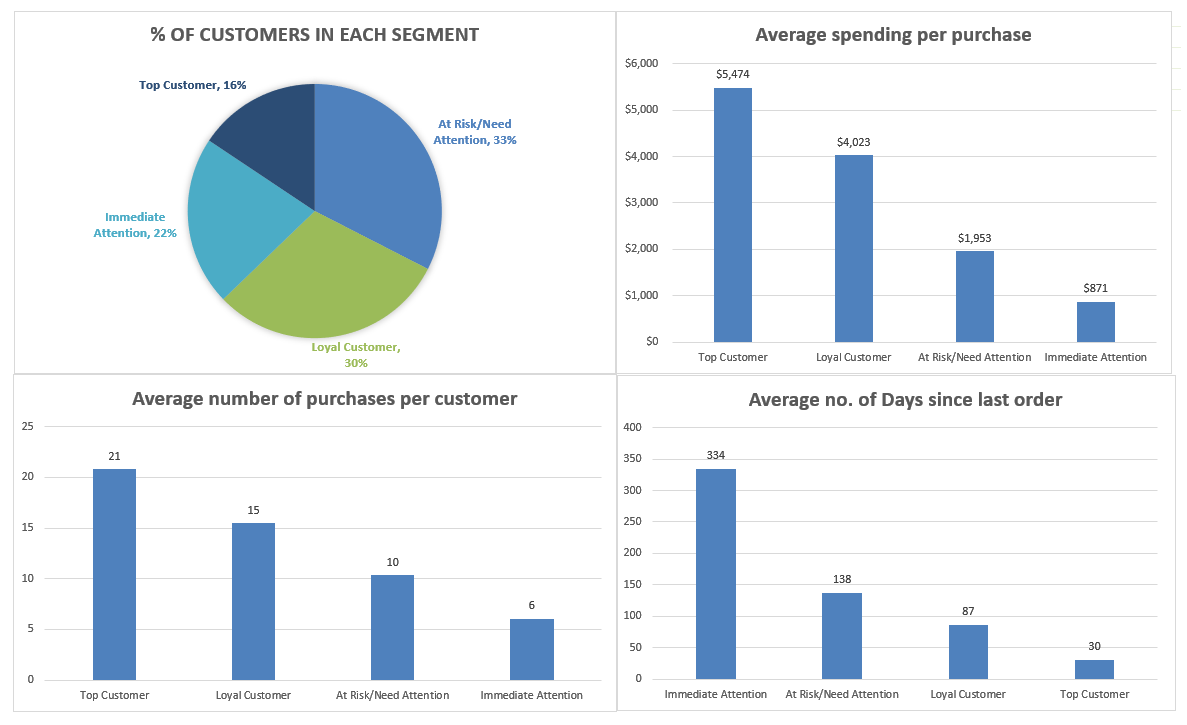 % OF CUSTOMERS IN EACH SEGMENT
Top Customer, 16%
At Risk/Need
Attention, 33%
Immediate
Attention, 22%
Loyal Customer,
30%
Average spending per purchase
$6,000
$5,000
$4,000
$3,000
$2,000
$1,000
$0
$5,474
$4,023
$1,953
$871
Top Customer
Loyal Customer
At Risk/Need Attention
Immediate Attention
Average number of purchases per customer
25
20
15
10
5
0
21
15
10
6
Top Customer
Loyal Customer
At Risk/Need Attention
Immediate Attention
Average no. of Days since last order
400
350
300
250
200
150
100
50
0
334
138
87
30
Immediate Attention
At Risk/Need Attention
Loyal Customer
Top Customer